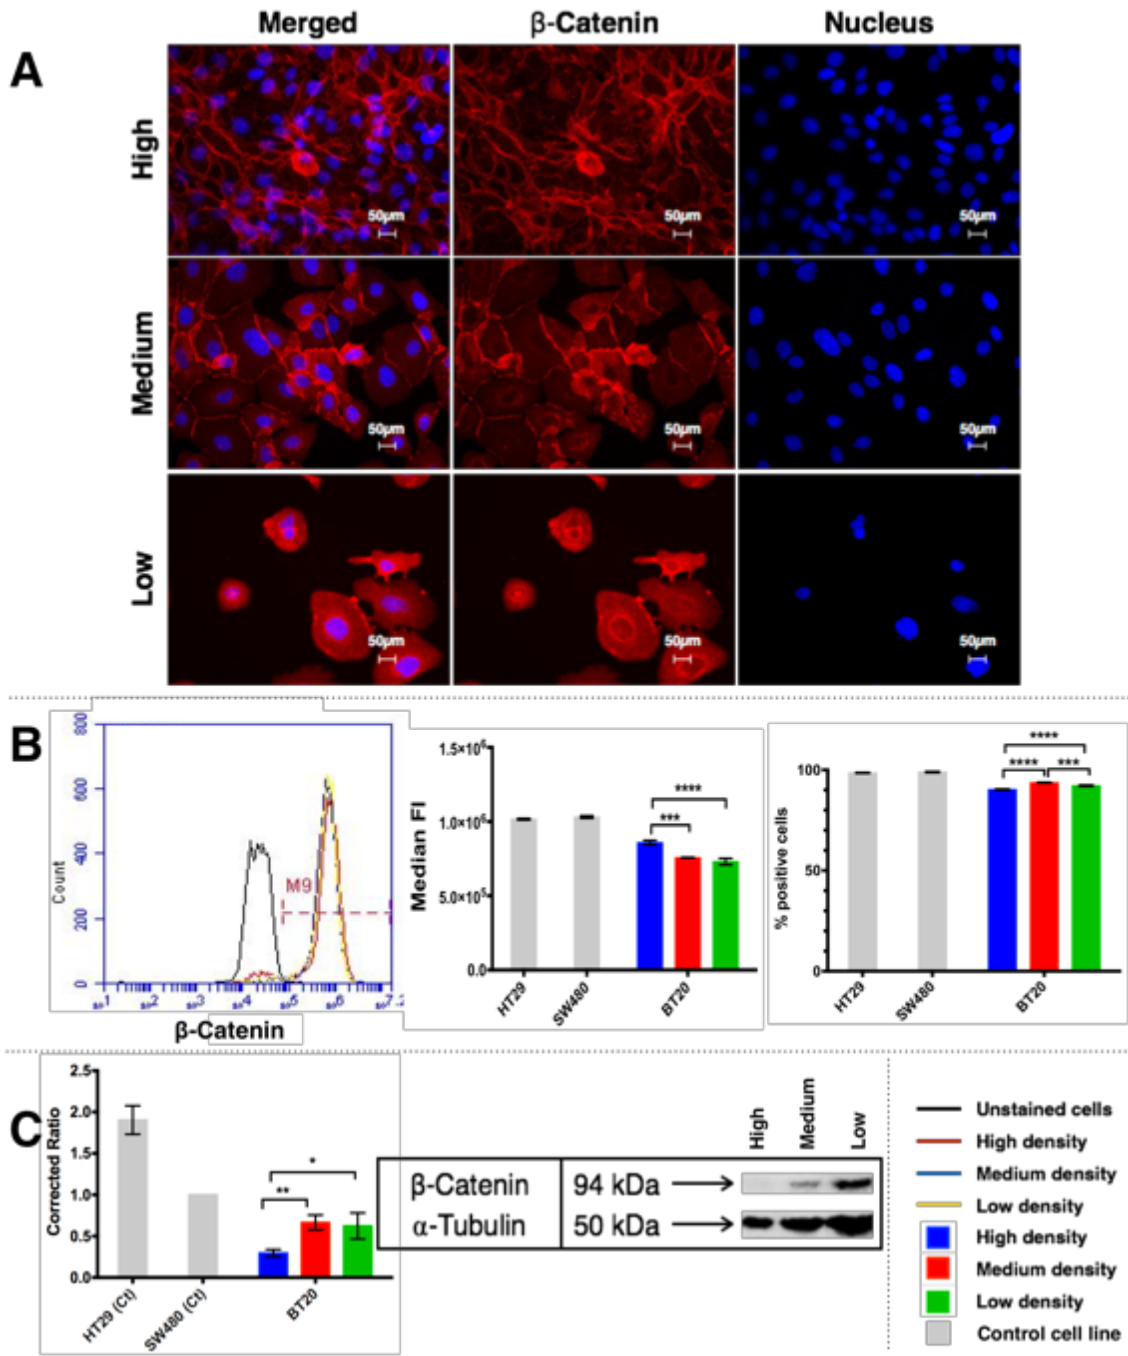 Merged β-Catenin Nucleus
A
High
50µm 50µm 50µm
Medium
50µm 50µm 50µm
Low
50µm 50µm 50µm
B
800
600
400
200
0
Count
M9
β-Catenin
1.5×10⁶
1.0×10⁶
5.0×10⁵
0.0
Median FI
*** ****
HT29 SW480 BT20
100
50
0
% positive cells
**** **** ***
HT29 SW480 BT20
C
2.5
2.0
1.5
1.0
0.5
0.0
Corrected Ratio
** *
HT29 (Ct) SW480 (Ct) BT20
High Medium Low
β-Catenin 94 kDa
α-Tubulin 50 kDa
Unstained cells
High density
Medium density
Low density
High density
Medium density
Low density
Control cell line